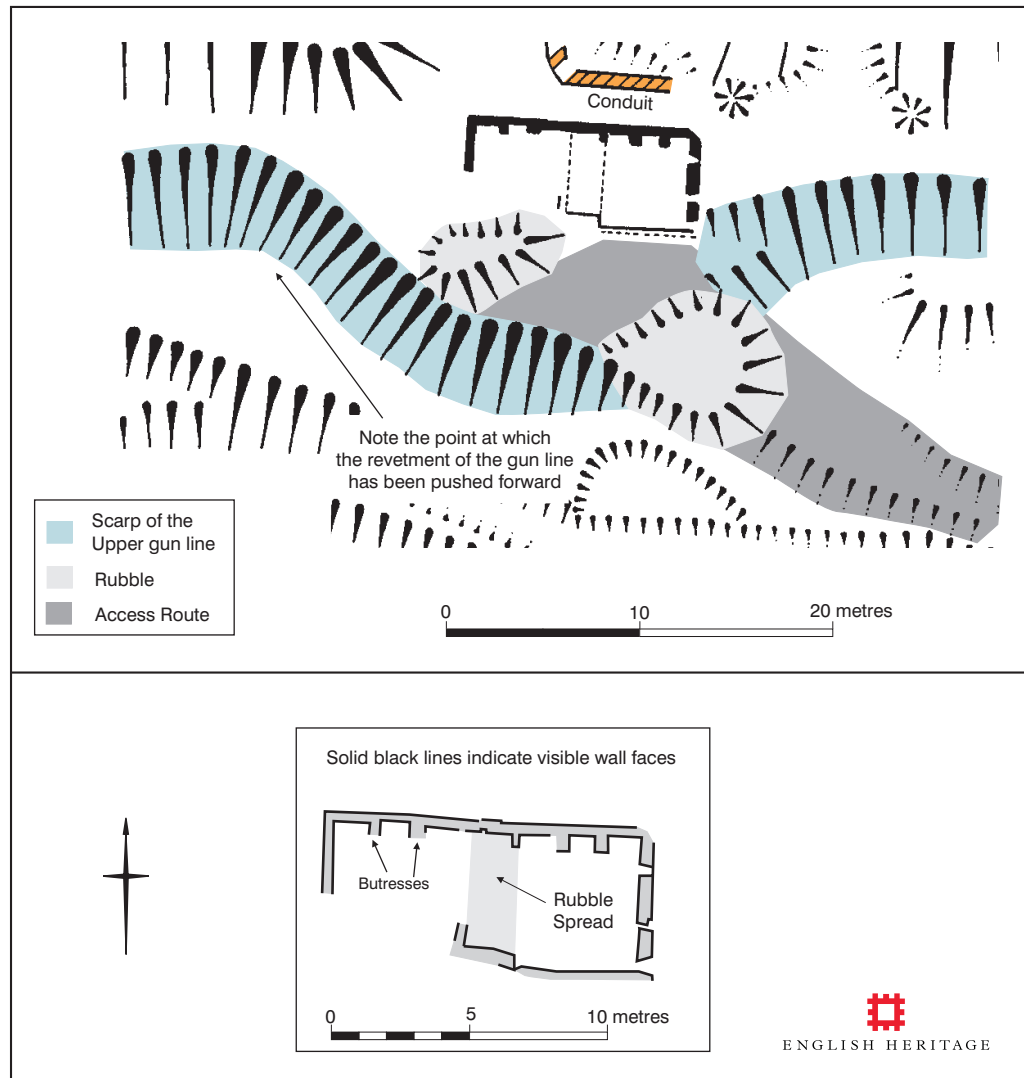 Conduit
Note the point at which
the revetment of the gun line
has been pushed forward
Scarp of the
Upper gun line
Rubble
Access Route
0 10 20 metres
Solid black lines indicate visible wall faces
Butresses
Rubble
Spread
0 5 10 metres
ENGLISH HERITAGE